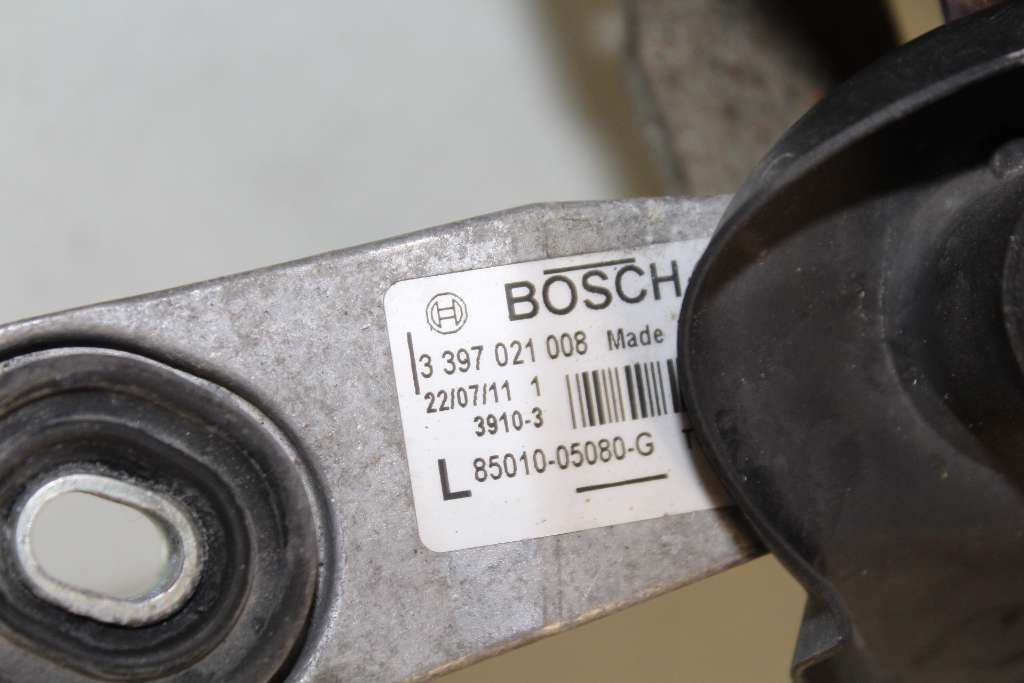 BOSCH
3 397 021 008 Made
22/07/11 1
3910-3
L 85010-05080-G T